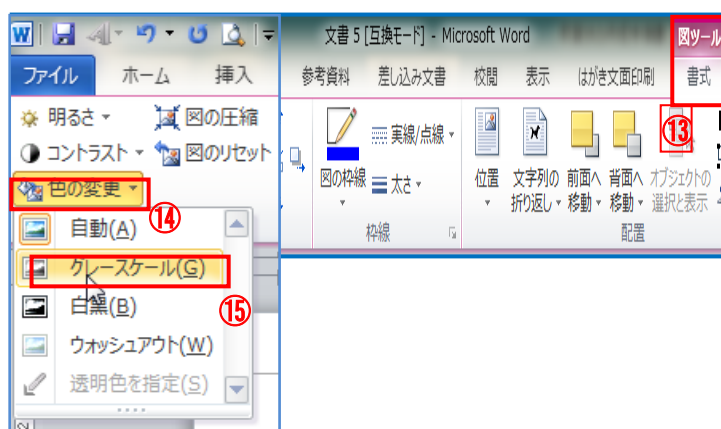 W
文書 5 [互換モード] - Microsoft Word
図ツール
ファイル ホーム 挿入
参考資料 差し込み文書 校閲 表示 はがき文面印刷 書式
明るさ 図の圧縮
コントラスト 図のリセット
色の変更
⑭
自動(A)
グレースケール(G)
白黒(B)
⑮
ウォッシュアウト(W)
透明色を指定(S)
実線/点線
図の枠線 太さ
枠線
⑬
位置 文字列の折り返し 前面へ移動 背面へ移動 オブジェクトの選択と表示
配置
2